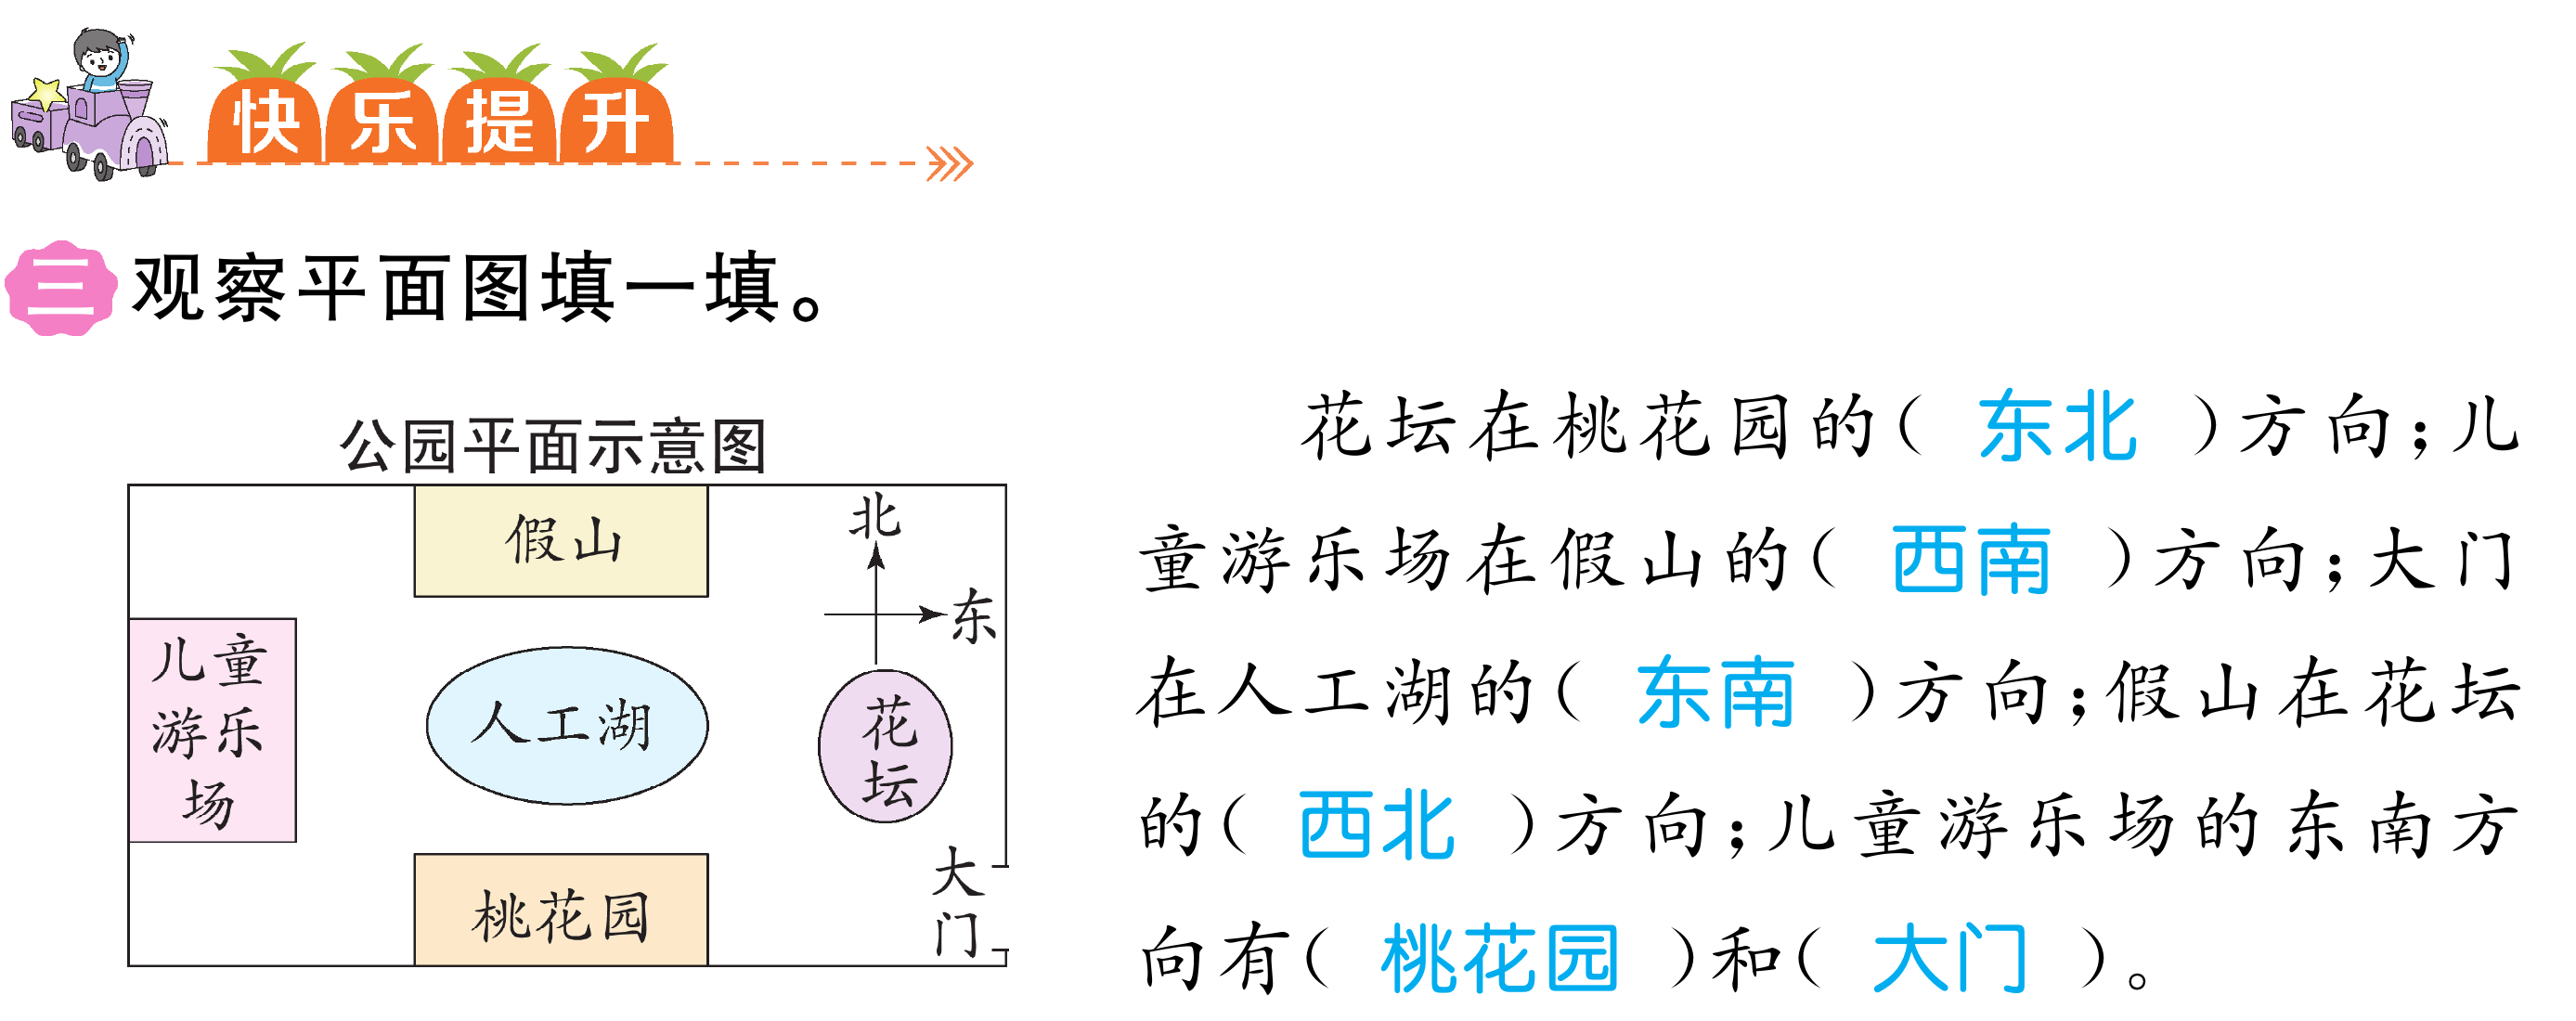 快乐提升
三 观察平面图填一填。
公园平面示意图
假山
北
东
儿童
游乐
场
人工湖
花
坛
桃花园
大
门
花坛在桃花园的( 东北 )方向;儿
童游乐场在假山的( 西南 )方向;大门
在人工湖的( 东南 )方向;假山在花坛
的( 西北 )方向;儿童游乐场的东南方
向有( 桃花园 )和( 大门 )。